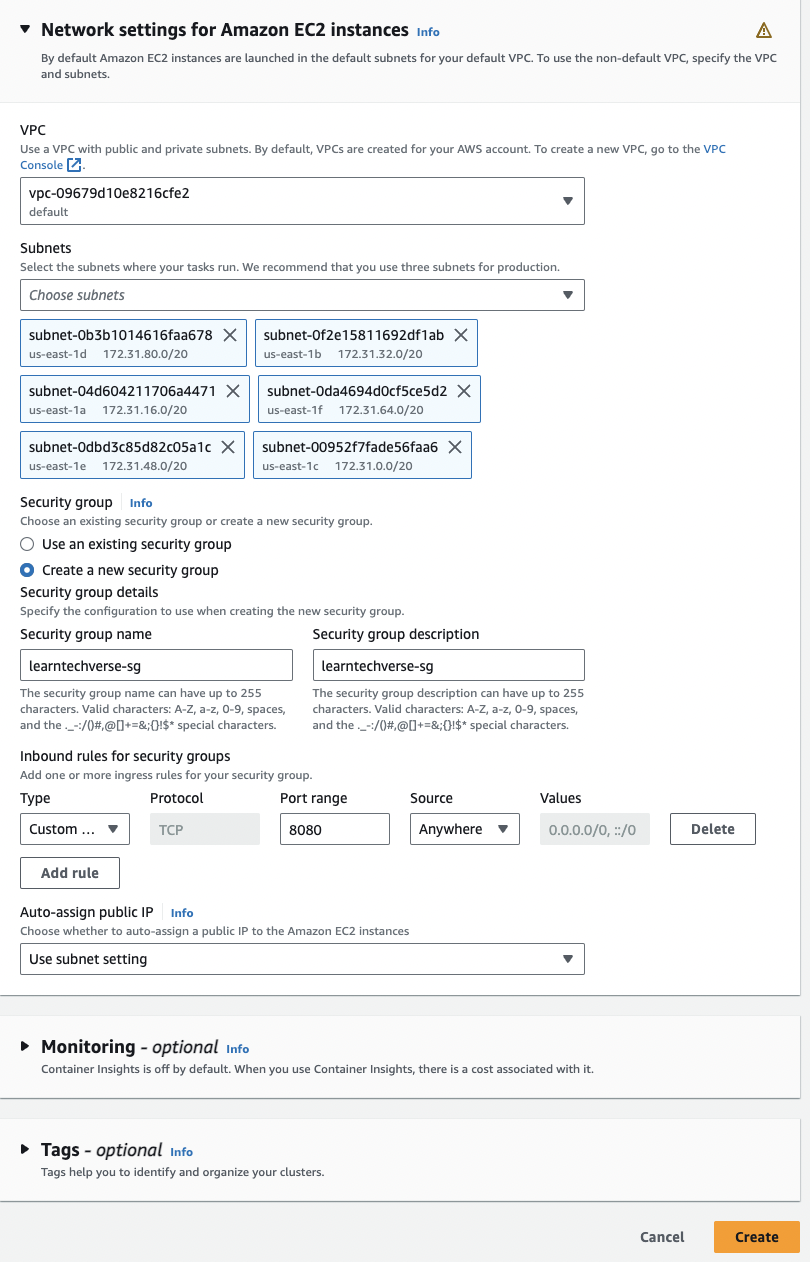 Network settings for Amazon EC2 instances Info
By default Amazon EC2 instances are launched in the default subnets for your default VPC. To use the non-default VPC, specify the VPC
and subnets.
VPC
Use a VPC with public and private subnets. By default, VPCs are created for your AWS account. To create a new VPC, go to the VPC
Console.
vpc-09679d10e8216cfe2
default
Subnets
Select the subnets where your tasks run. We recommend that you use three subnets for production.
Choose subnets
subnet-0b3b1014616faa678 subnet-0f2e15811692df1ab
us-east-1d 172.31.80.0/20 us-east-1b 172.31.32.0/20
subnet-04d604211706a4471 subnet-0da4694d0cf5ce5d2
us-east-1a 172.31.16.0/20 us-east-1f 172.31.64.0/20
subnet-0dbd3c85d82c05a1c subnet-00952f7fade56faa6
us-east-1e 172.31.48.0/20 us-east-1c 172.31.0.0/20
Security group Info
Choose an existing security group or create a new security group.
Use an existing security group
Create a new security group
Security group details
Specify the configuration to use when creating the new security group.
Security group name Security group description
learntechverse-sg learntechverse-sg
The security group name can have up to 255 The security group description can have up to 255
characters. Valid characters: A-Z, a-z, 0-9, spaces, characters. Valid characters: A-Z, a-z, 0-9, spaces,
and the ._-:/()#,@[]+=&;{}!$* special characters. and the ._-:/()#,@[]+=&;{}!$* special characters.
Inbound rules for security groups
Add one or more ingress rules for your security group.
Type Protocol Port range Source Values
Custom ... TCP 8080 Anywhere 0.0.0.0/0, ::/0 Delete
Add rule
Auto-assign public IP Info
Choose whether to auto-assign a public IP to the Amazon EC2 instances
Use subnet setting
Monitoring - optional Info
Container Insights is off by default. When you use Container Insights, there is a cost associated with it.
Tags - optional Info
Tags help you to identify and organize your clusters.
Cancel Create